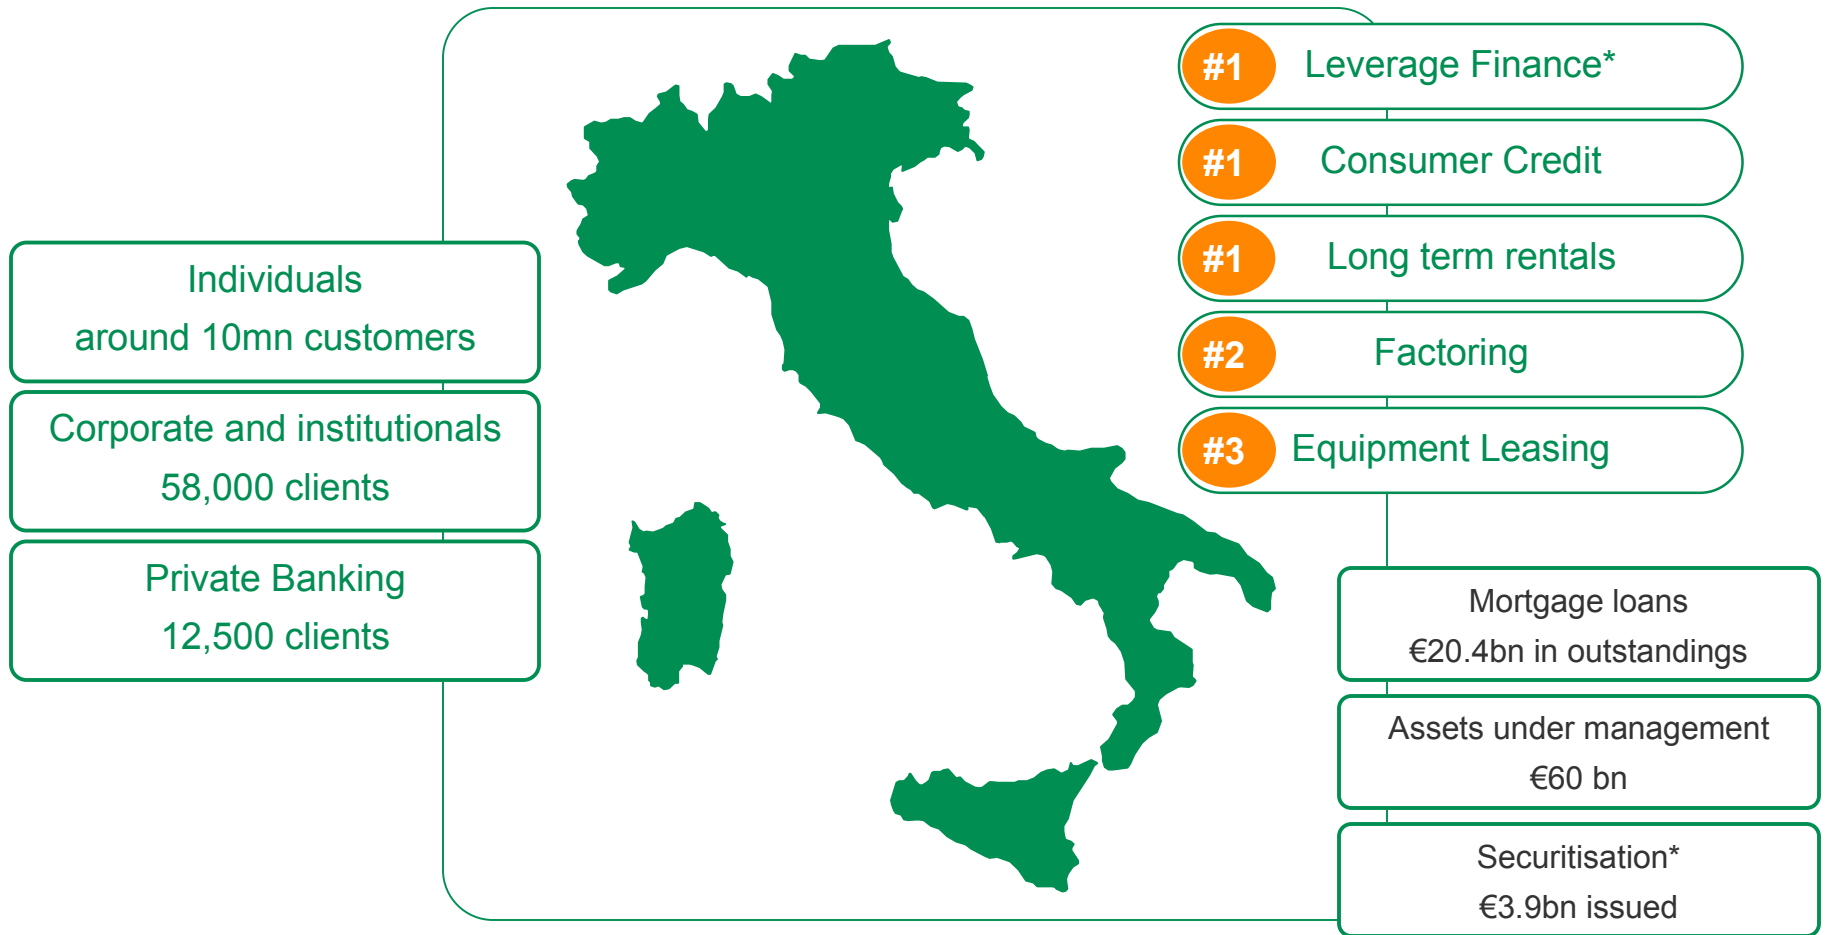 #1 Leverage Finance*
#1 Consumer Credit
#1 Long term rentals
#2 Factoring
#3 Equipment Leasing
Individuals
around 10mn customers
Corporate and institutionals
58,000 clients
Private Banking
12,500 clients
Mortgage loans
€20.4bn in outstandings
Assets under management
€60 bn
Securitisation*
€3.9bn issued